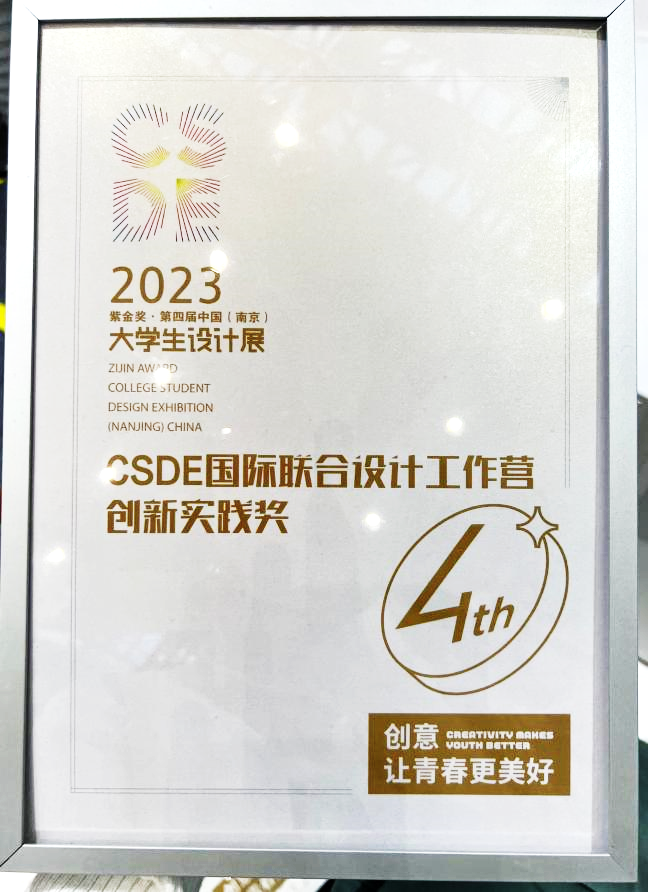 CS
DE
2023
紫金奖·第四届中国（南京）
大学生设计展
ZIJIN AWARD
COLLEGE STUDENT
DESIGN EXHIBITION
(NANJING) CHINA
CSDE国际联合设计工作营
创新实践奖
4th
创意 CREATIVITY MAKES
YOUTH BETTER
让青春更美好